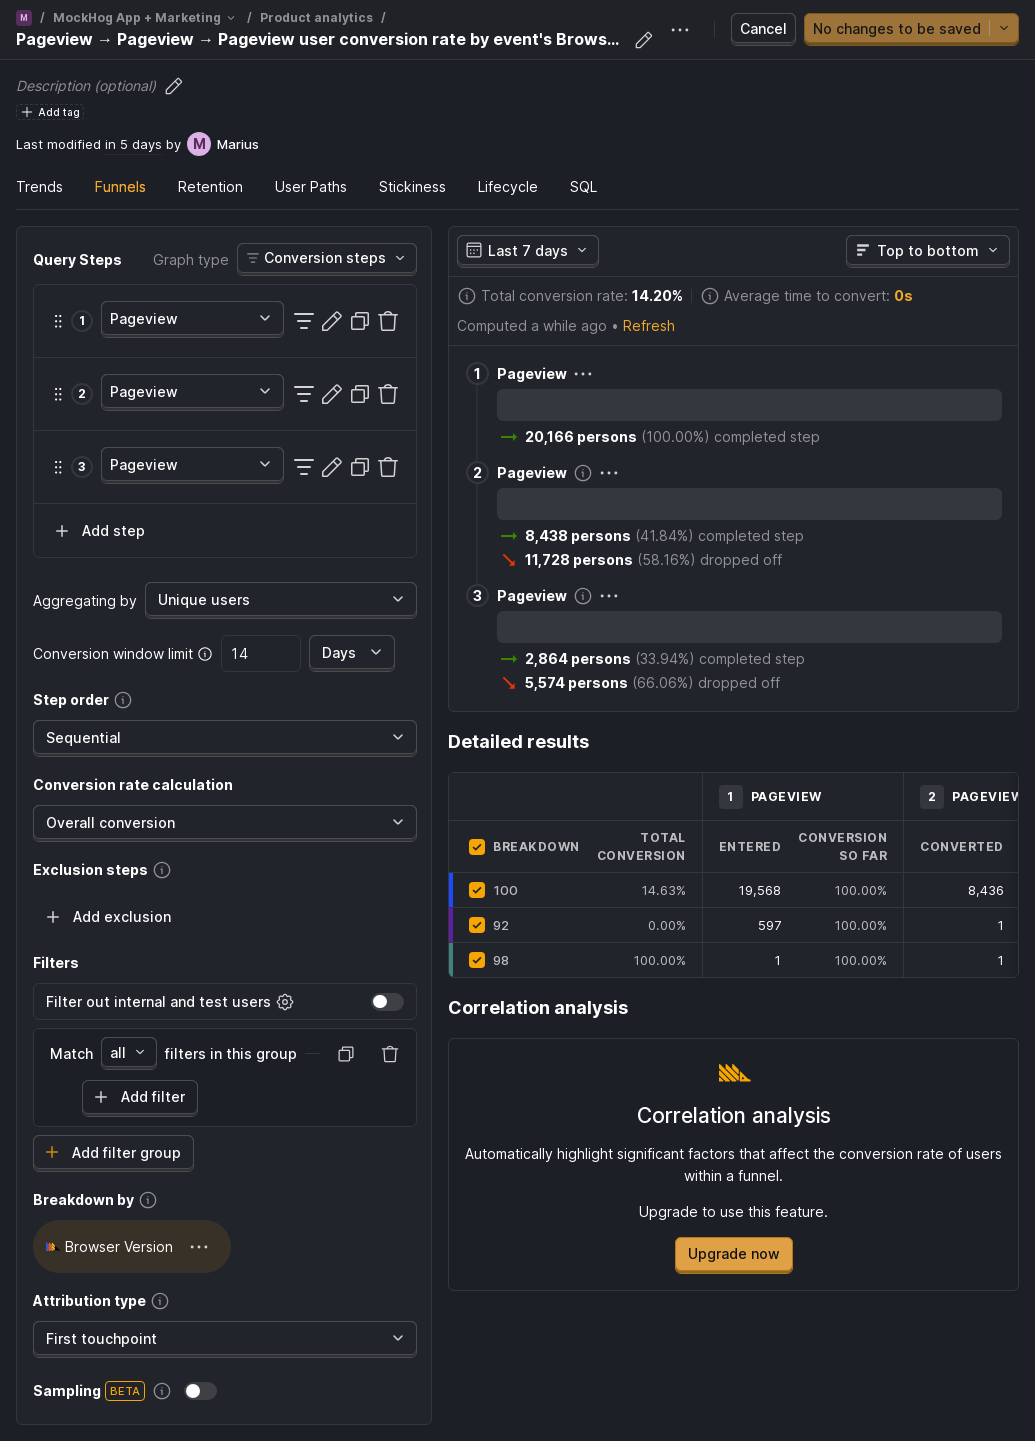 M / MockHog App + Marketing / Product analytics /
Pageview → Pageview → Pageview user conversion rate by event's Brows...
Cancel
No changes to be saved
Description (optional)
Add tag
Last modified in 5 days by M Marius
Trends Funnels Retention User Paths Stickiness Lifecycle SQL
Query Steps Graph type Conversion steps
1 Pageview
2 Pageview
3 Pageview
Add step
Aggregating by Unique users
Conversion window limit 14 Days
Step order
Sequential
Conversion rate calculation
Overall conversion
Exclusion steps
Add exclusion
Filters
Filter out internal and test users
Match all filters in this group
Add filter
Add filter group
Breakdown by
Browser Version
Attribution type
First touchpoint
Sampling BETA
Last 7 days Top to bottom
Total conversion rate: 14.20% Average time to convert: 0s
Computed a while ago • Refresh
1 Pageview
20,166 persons (100.00%) completed step
2 Pageview
8,438 persons (41.84%) completed step
11,728 persons (58.16%) dropped off
3 Pageview
2,864 persons (33.94%) completed step
5,574 persons (66.06%) dropped off
Detailed results
1 PAGEVIEW 2 PAGEVIEW
BREAKDOWN TOTAL CONVERSION ENTERED CONVERSION SO FAR CONVERTED
100 14.63% 19,568 100.00% 8,436
92 0.00% 597 100.00% 1
98 100.00% 1 100.00% 1
Correlation analysis
Correlation analysis
Automatically highlight significant factors that affect the conversion rate of users
within a funnel.
Upgrade to use this feature.
Upgrade now